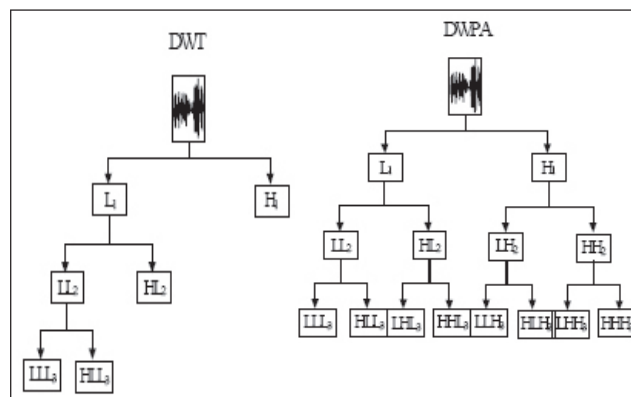 DWT
DWPA
L₁ H₁
LL₂ HL₂
LLL₃ HLL₃
L₁ H₁
LL₂ HL₂ LH₂ HH₂
LLL₃ HLL₃ LHL₃ HHL₃ LLH₃ HLH₃ LHH₃ HHH₃